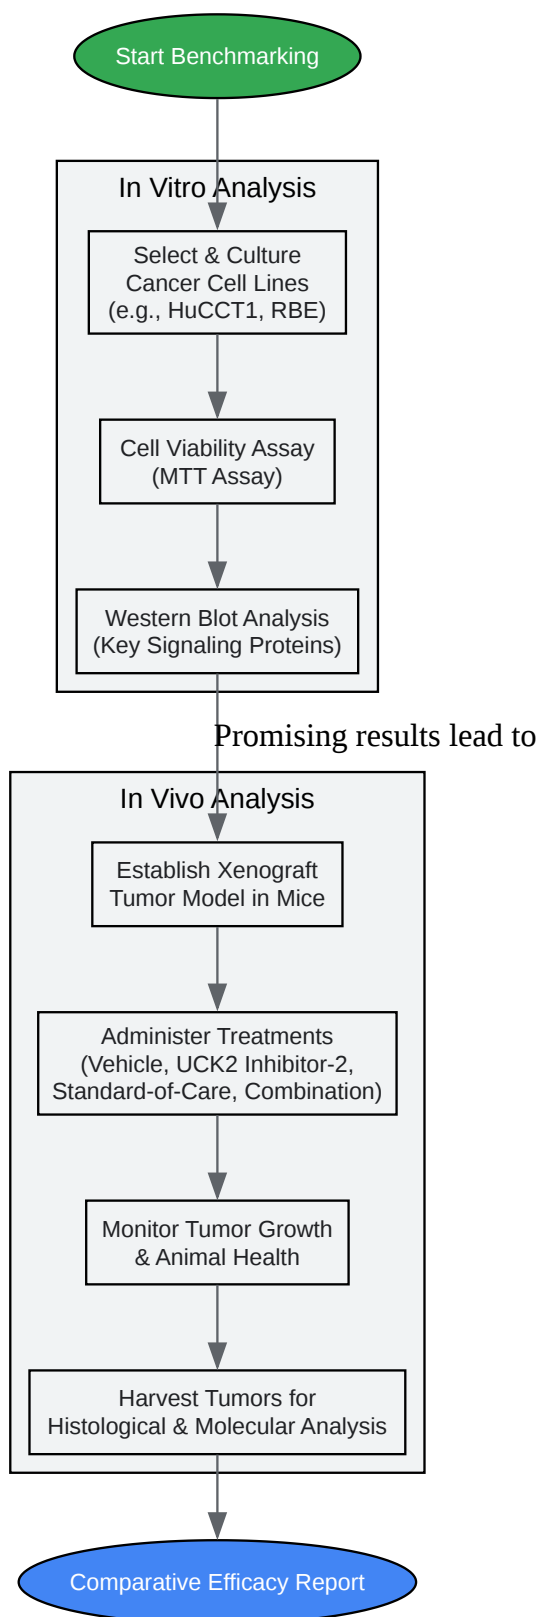 Start Benchmarking
In Vitro Analysis
Select & Culture
Cancer Cell Lines
(e.g., HuCCT1, RBE)
Cell Viability Assay
(MTT Assay)
Western Blot Analysis
(Key Signaling Proteins)
Promising results lead to
In Vivo Analysis
Establish Xenograft
Tumor Model in Mice
Administer Treatments
(Vehicle, UCK2 Inhibitor-2,
Standard-of-Care, Combination)
Monitor Tumor Growth
& Animal Health
Harvest Tumors for
Histological & Molecular Analysis
Comparative Efficacy Report